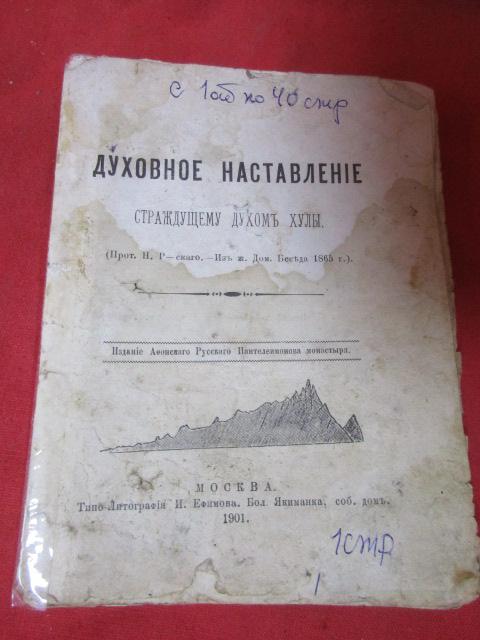 С 1ой по 40 стр
ДУХОВНОЕ НАСТАВЛЕНІЕ
СТРАЖДУЩЕМУ ДУХОМЪ ХУЛЫ.
(Прот. Н. Р—скаго. —Изъ ж. Дом. Бесѣда 1865 г.).
Изданіе Аѳонскаго Русскаго Пантелеимонова монастыря.
МОСКВА.
Типо-Литографія И. Ефимова. Бол. Якиманка, соб. домъ.
1901.
1стр